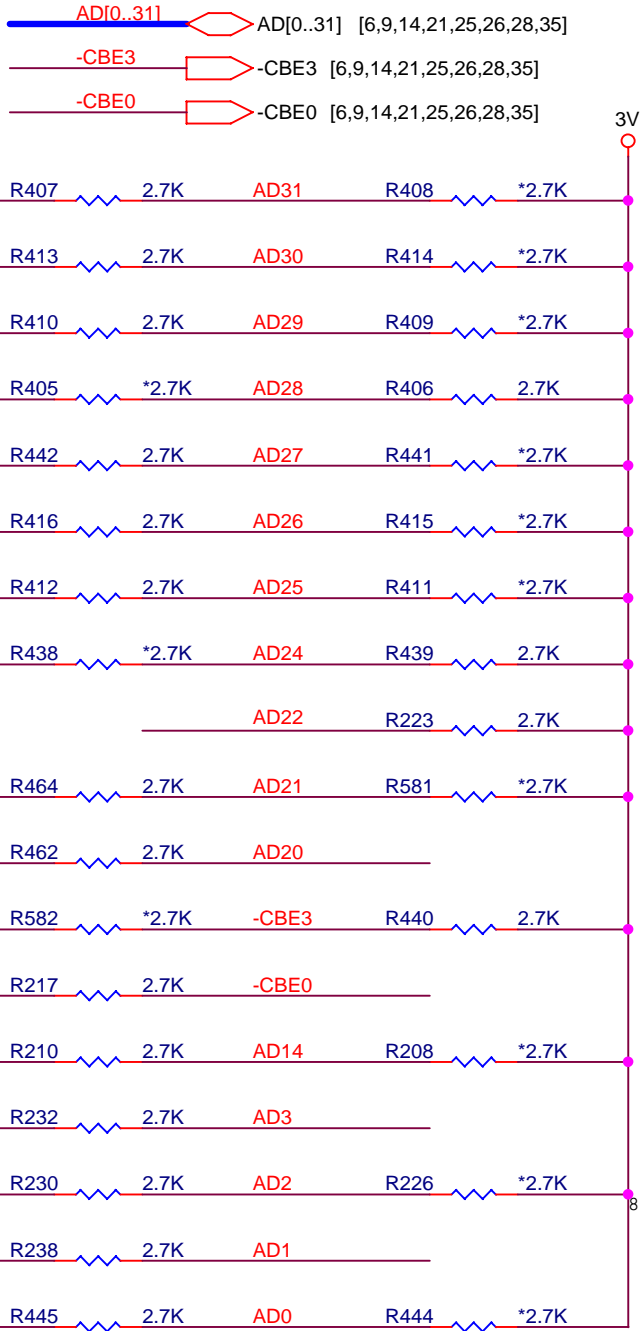 AD[0..31] AD[0..31] [6,9,14,21,25,26,28,35]
-CBE3 -CBE3 [6,9,14,21,25,26,28,35]
-CBE0 -CBE0 [6,9,14,21,25,26,28,35]
3V
R407 2.7K AD31 R408 *2.7K
R413 2.7K AD30 R414 *2.7K
R410 2.7K AD29 R409 *2.7K
R405 *2.7K AD28 R406 2.7K
R442 2.7K AD27 R441 *2.7K
R416 2.7K AD26 R415 *2.7K
R412 2.7K AD25 R411 *2.7K
R438 *2.7K AD24 R439 2.7K
AD22 R223 2.7K
R464 2.7K AD21 R581 *2.7K
R462 2.7K AD20
R582 *2.7K -CBE3 R440 2.7K
R217 2.7K -CBE0
R210 2.7K AD14 R208 *2.7K
R232 2.7K AD3
R230 2.7K AD2 R226 *2.7K
8
R238 2.7K AD1
R445 2.7K AD0 R444 *2.7K